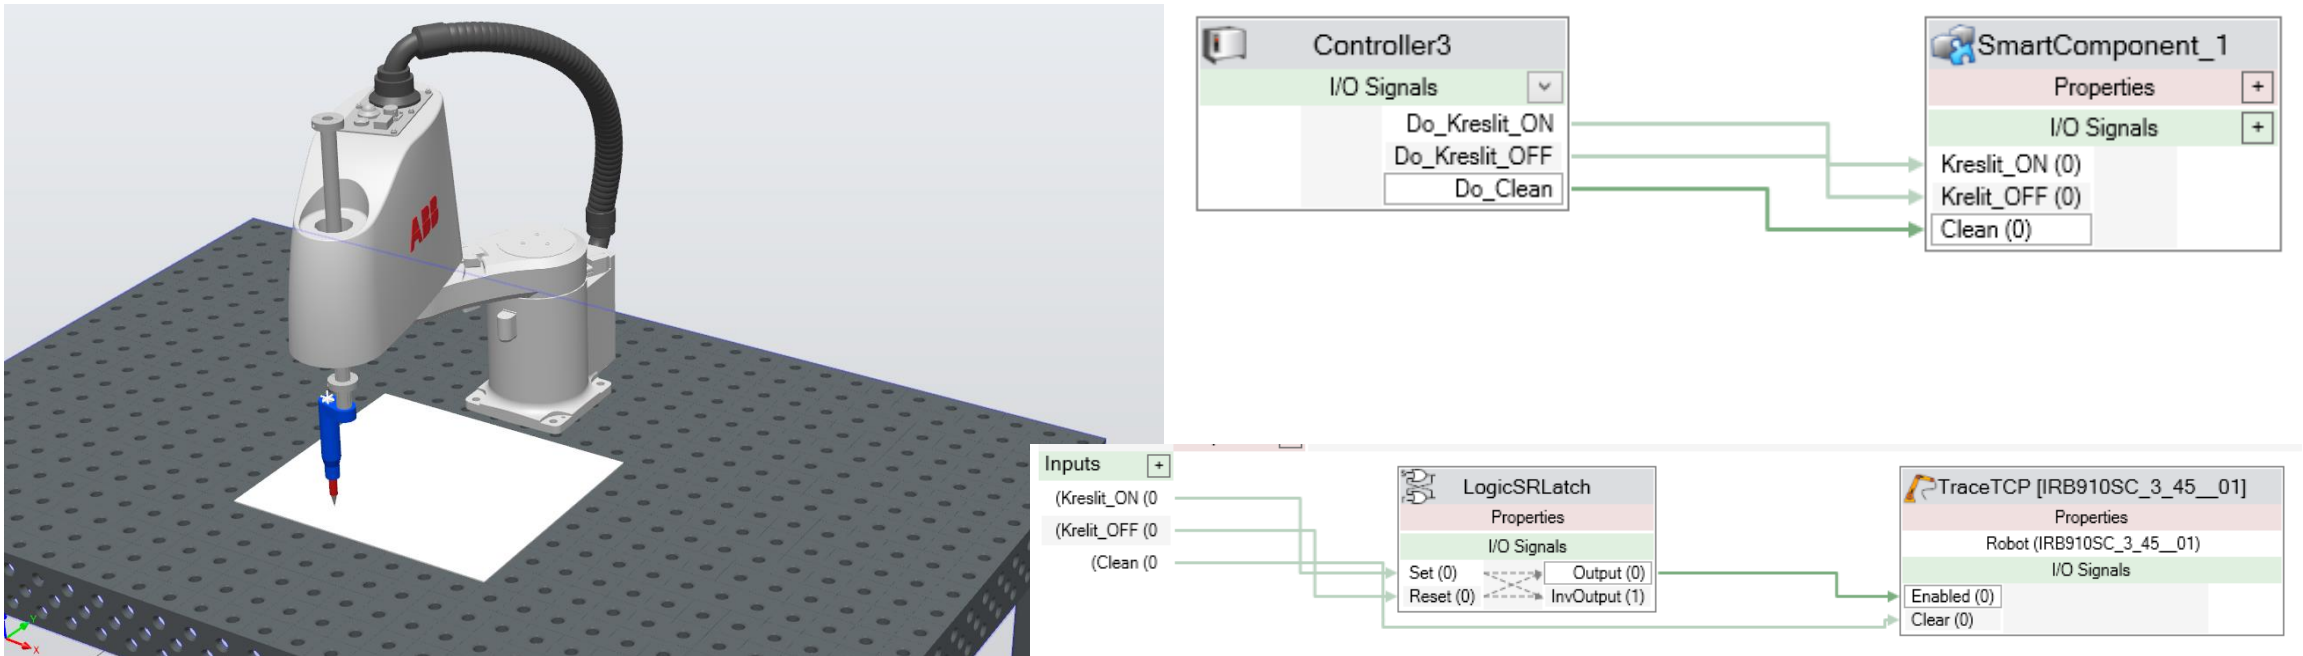 ABB
Y
X
Controller3
I/O Signals
Do_Kreslit_ON
Do_Kreslit_OFF
Do_Clean
SmartComponent_1
Properties +
I/O Signals +
Kreslit_ON (0)
Krelit_OFF (0)
Clean (0)
Inputs +
(Kreslit_ON (0
(Krelit_OFF (0
(Clean (0
LogicSRLatch
Properties
I/O Signals
Set (0) Output (0)
Reset (0) InvOutput (1)
TraceTCP [IRB910SC_3_45__01]
Properties
Robot (IRB910SC_3_45__01)
I/O Signals
Enabled (0)
Clear (0)